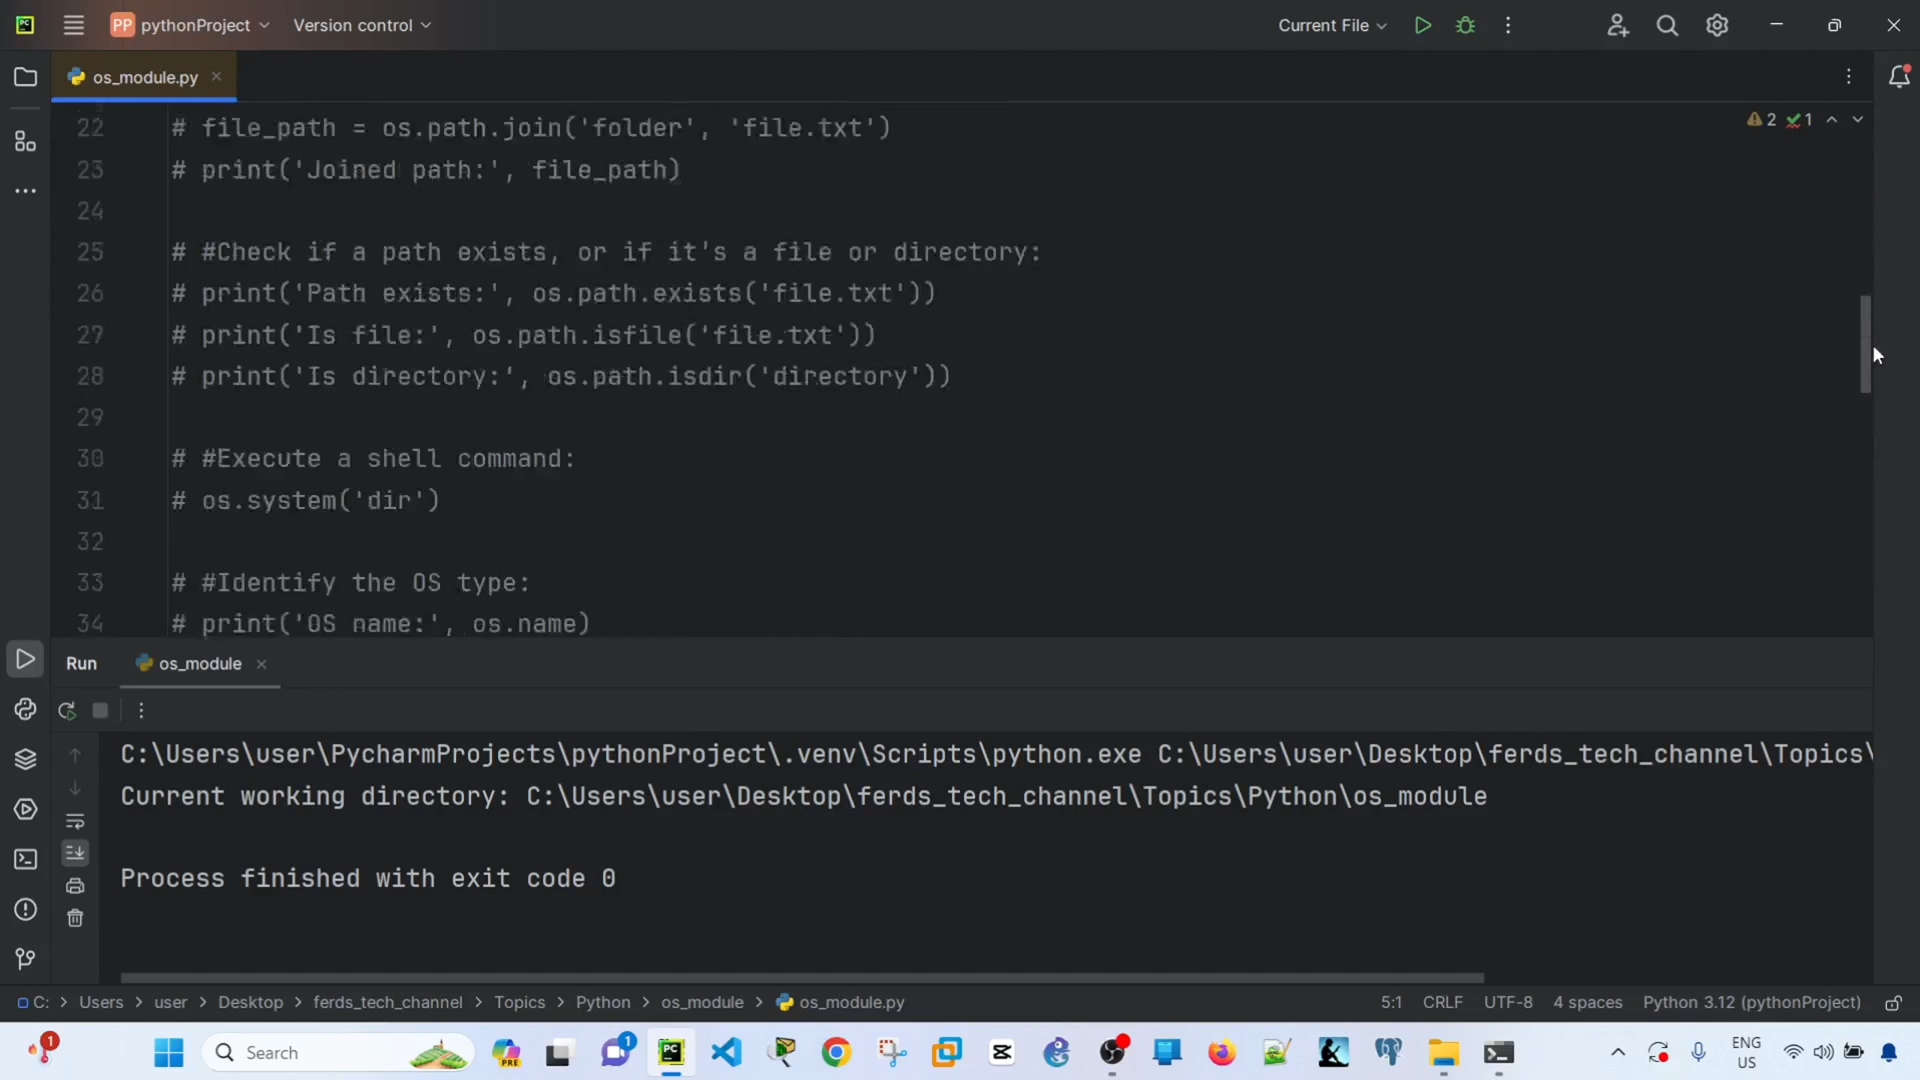 PC
PP pythonProject Version control
Current File
os_module.py
22 # file_path = os.path.join('folder', 'file.txt')
23 # print('Joined path:', file_path)
24
25 # #Check if a path exists, or if it's a file or directory:
26 # print('Path exists:', os.path.exists('file.txt'))
27 # print('Is file:', os.path.isfile('file.txt'))
28 # print('Is directory:', os.path.isdir('directory'))
29
30 # #Execute a shell command:
31 # os.system('dir')
32
33 # #Identify the OS type:
34 # print('OS name:', os.name)
2 1
Run os_module
C:\Users\user\PycharmProjects\pythonProject\.venv\Scripts\python.exe C:\Users\user\Desktop\ferds_tech_channel\Topics\
Current working directory: C:\Users\user\Desktop\ferds_tech_channel\Topics\Python\os_module
Process finished with exit code 0
C: > Users > user > Desktop > ferds_tech_channel > Topics > Python > os_module > os_module.py
5:1 CRLF UTF-8 4 spaces Python 3.12 (pythonProject)
1
Search
PRE
1
PC
ENG
US